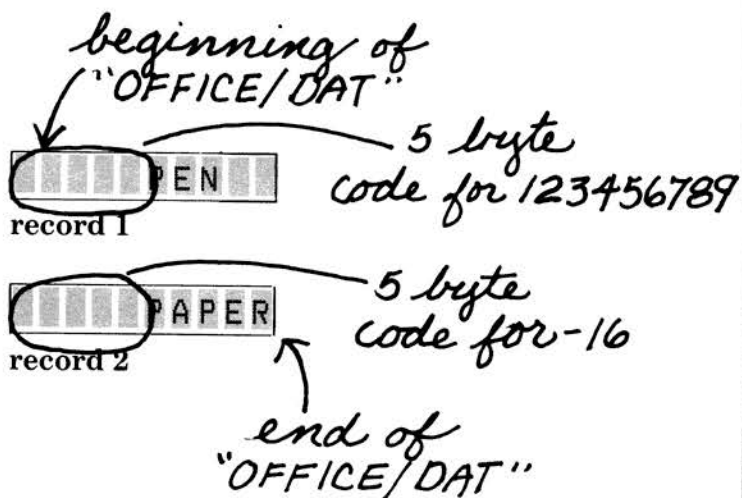 beginning of
"OFFICE/DAT"
5 byte
code for 123456789
PEN
record 1
5 byte
code for -16
PAPER
record 2
end of
"OFFICE/DAT"